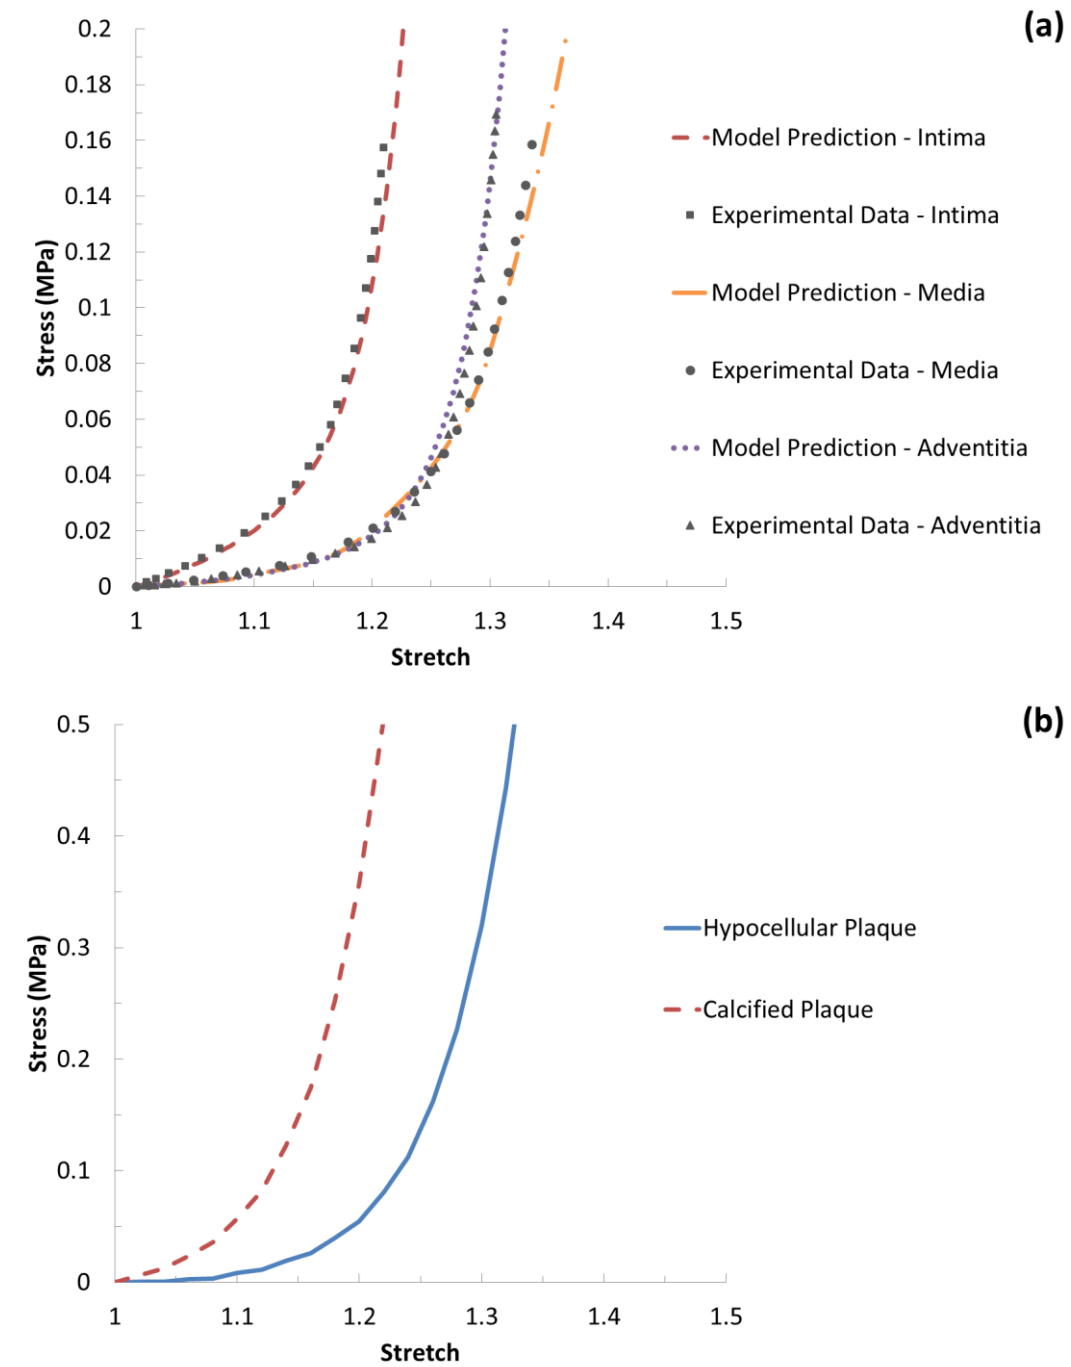 (a)
0.2
0.18
0.16
0.14
0.12
0.1
0.08
0.06
0.04
0.02
0
Stress (MPa)
1 1.1 1.2 1.3 1.4 1.5
Stretch
Model Prediction - Intima
Experimental Data - Intima
Model Prediction - Media
Experimental Data - Media
Model Prediction - Adventitia
Experimental Data - Adventitia
(b)
0.5
0.4
0.3
0.2
0.1
0
Stress (MPa)
1 1.1 1.2 1.3 1.4 1.5
Stretch
Hypocellular Plaque
Calcified Plaque